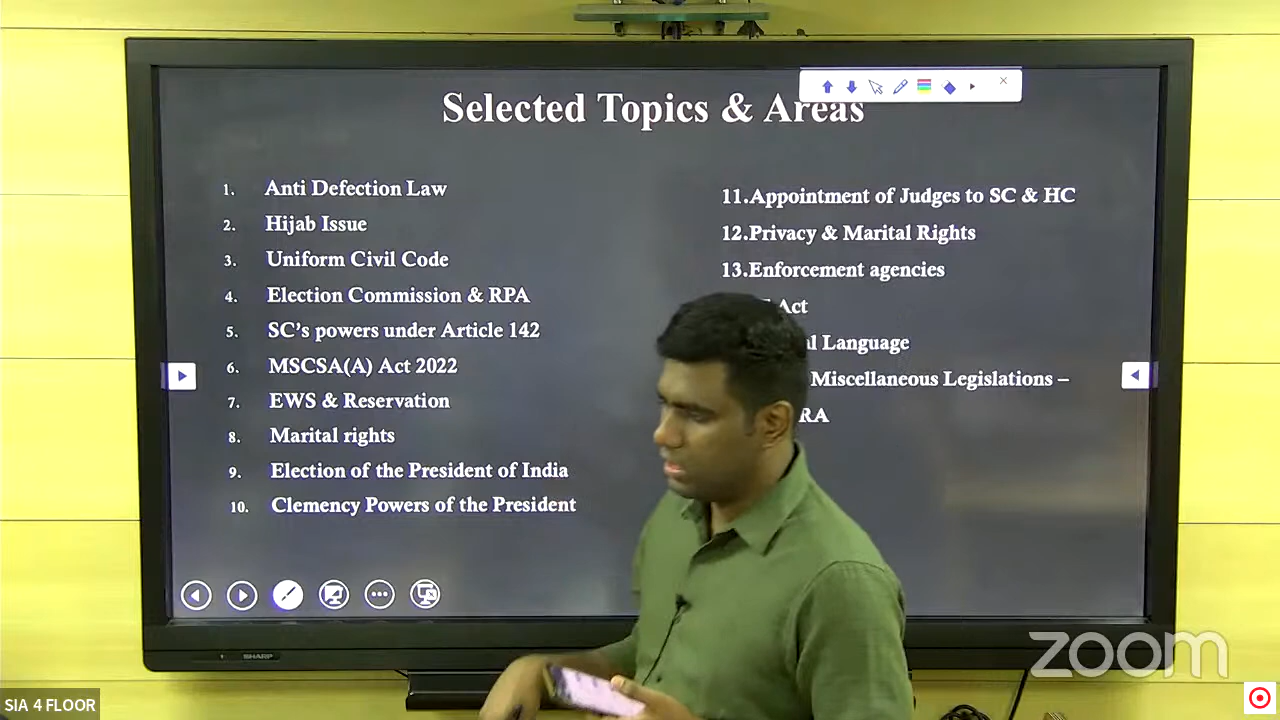 Selected Topics & Areas
1. Anti Defection Law
2. Hijab Issue
3. Uniform Civil Code
4. Election Commission & RPA
5. SC's powers under Article 142
6. MSCSA(A) Act 2022
7. EWS & Reservation
8. Marital rights
9. Election of the President of India
10. Clemency Powers of the President
11.Appointment of Judges to SC & HC
12.Privacy & Marital Rights
13.Enforcement agencies
Act
Language
Miscellaneous Legislations –
RA
SHARP
zoom
SIA 4 FLOOR